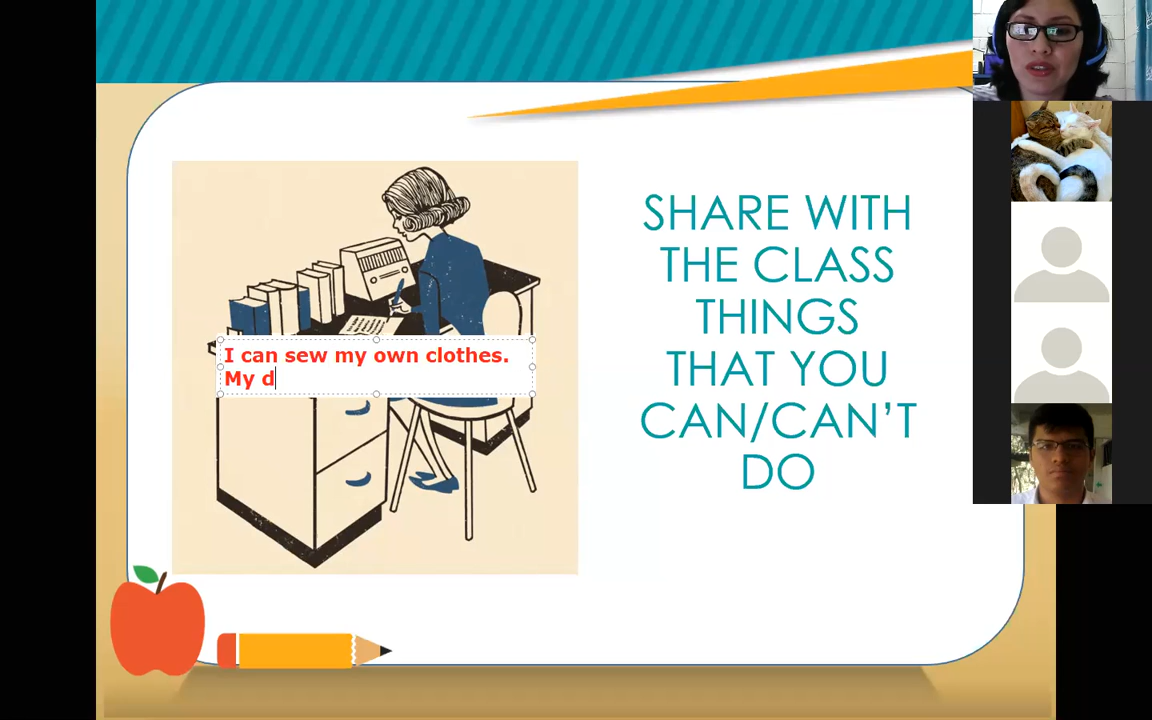 SHARE WITH
THE CLASS
THINGS
THAT YOU
CAN/CAN'T
DO
I can sew my own clothes.
My d